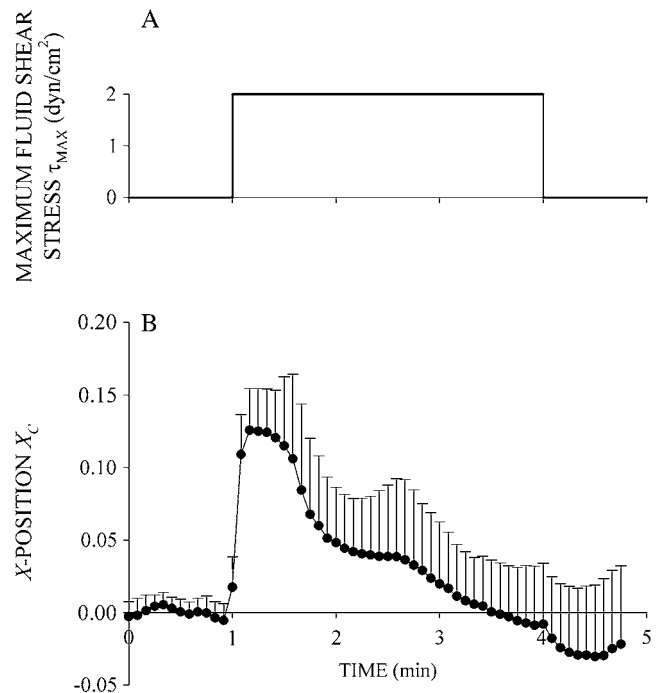 A
MAXIMUM FLUID SHEAR
STRESS τMAX (dyn/cm2)
2
1
0
B
X-POSITION XC
0.20
0.15
0.10
0.05
0.00
-0.05
0 1 2 3 4 5
TIME (min)